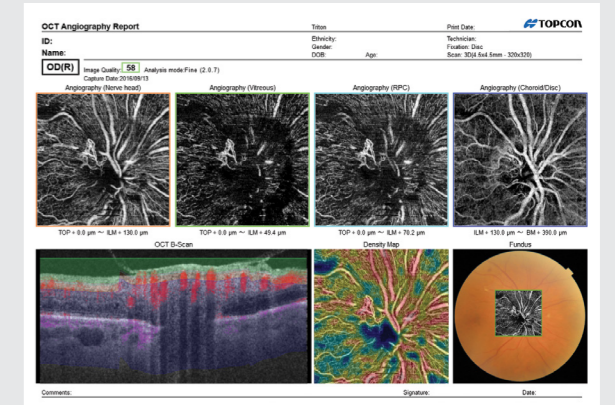 OCT Angiography Report
Triton
Print Date:
TOPCON
ID:
Name:
Ethnicity:
Gender:
DOB:
Age:
Technician:
Fixation: Disc
Scan: 3D(4.5x4.5mm - 320x320)
OD(R)
Image Quality: 58 Analysis mode:Fine (2.0.7)
Capture Date:2016/09/13
Angiography (Nerve head)
Angiography (Vitreous)
Angiography (RPC)
Angiography (Choroid/Disc)
TOP + 0.0 µm ~ ILM + 130.0 µm
TOP + 0.0 µm ~ ILM + 49.4 µm
TOP + 0.0 µm ~ ILM + 70.2 µm
ILM + 130.0 µm ~ BM + 390.0 µm
OCT B-Scan
Density Map
Fundus
Comments:
Signature:
Date: